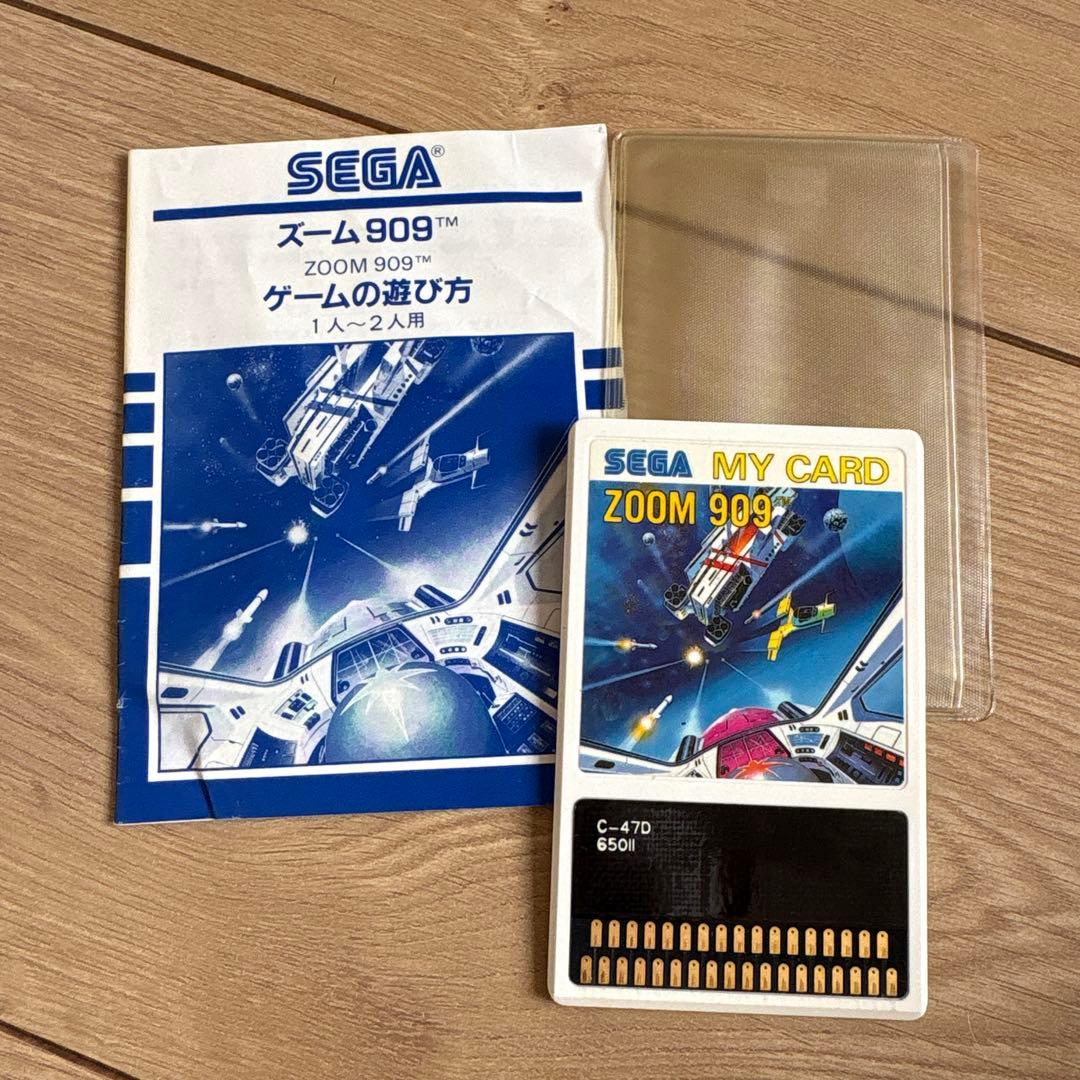 SEGA®
ズーム909™
ZOOM 909™
ゲームの遊び方
1人〜2人用
SEGA MY CARD
ZOOM 909™
C-47D
65011